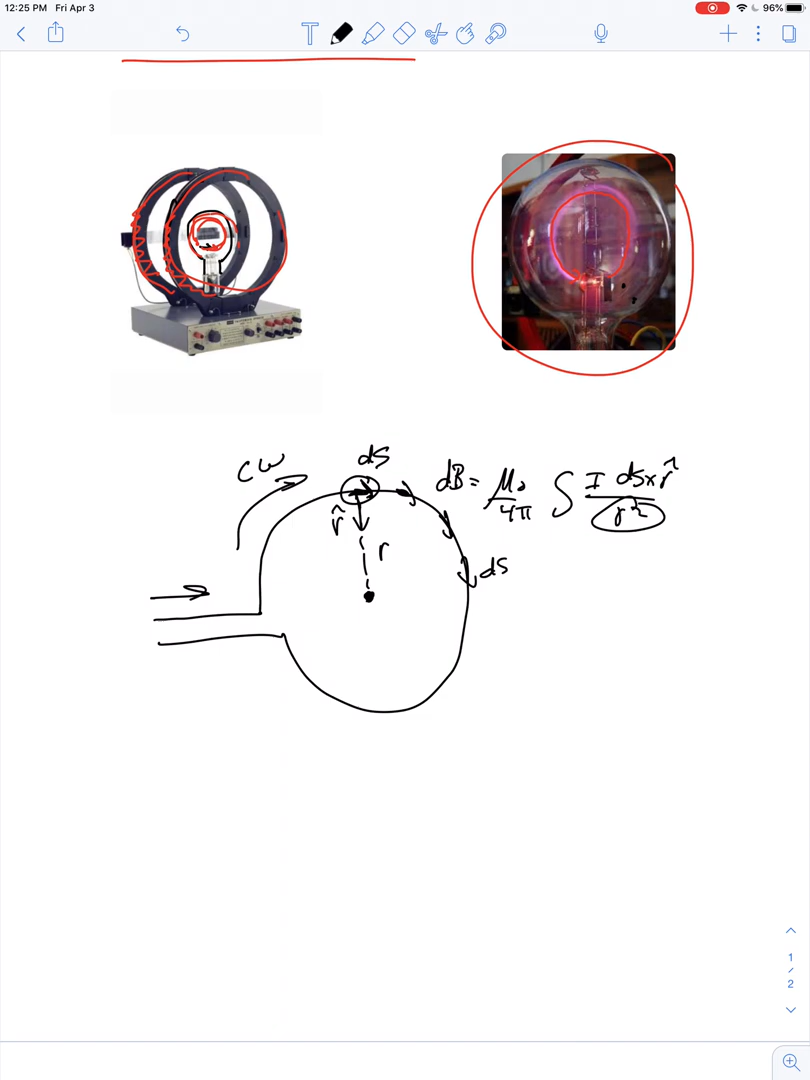 12:25 PM Fri Apr 3
96%
T
CW
dS
dB = μ₀/4π ∫ I ds x r̂ / r²
r̂
r
dS
1
/
2